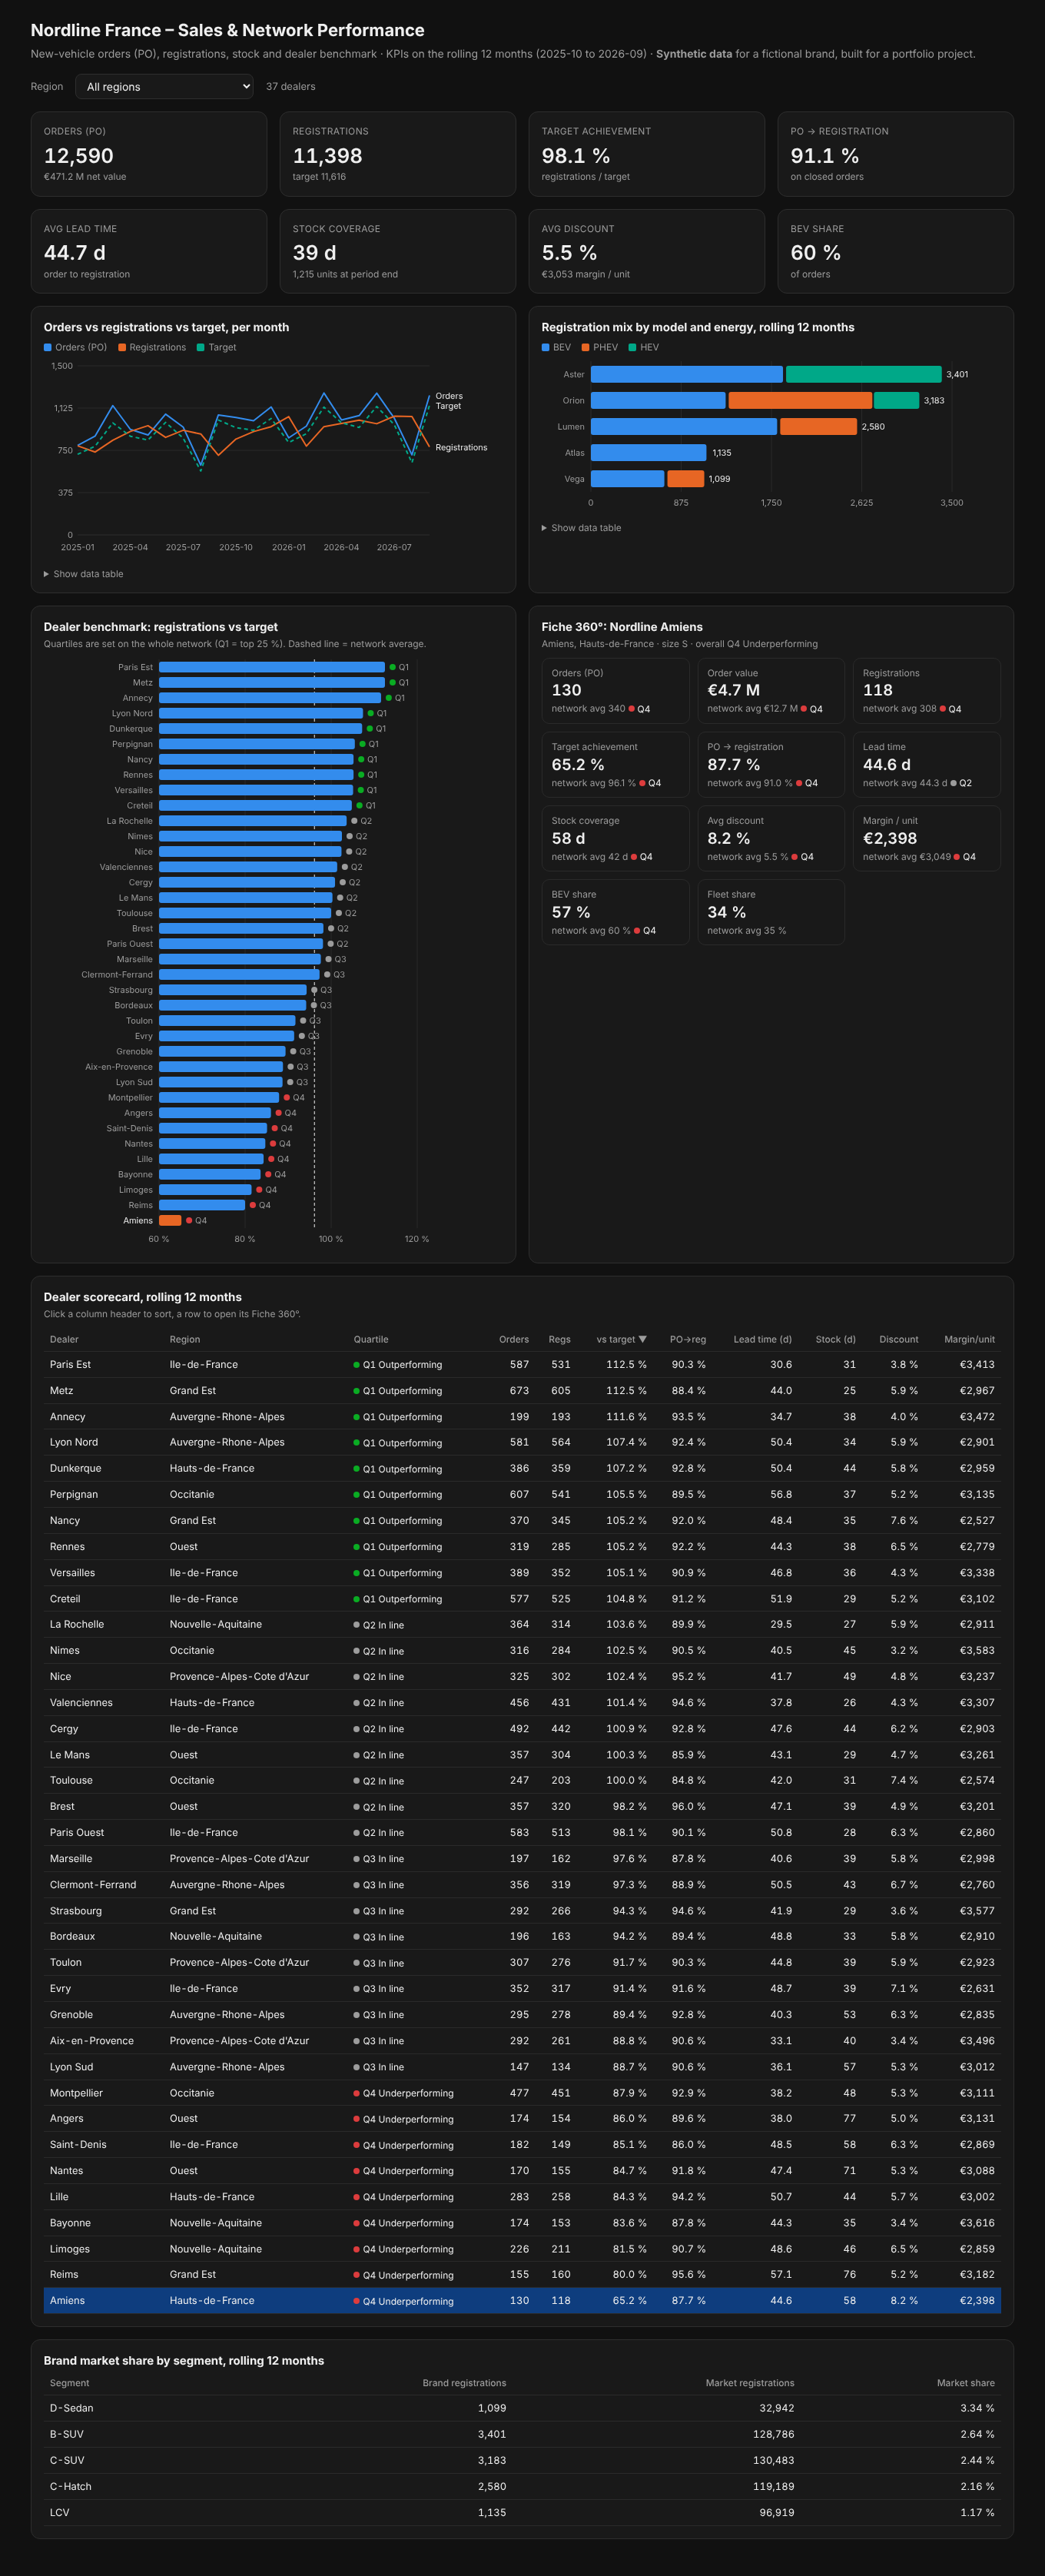 Nordline France – Sales & Network Performance
New-vehicle orders (PO), registrations, stock and dealer benchmark · KPIs on the rolling 12 months (2025-10 to 2026-09) · Synthetic data for a fictional brand, built for a portfolio project.
Region All regions 37 dealers
ORDERS (PO)
12,590
€471.2 M net value
REGISTRATIONS
11,398
target 11,616
TARGET ACHIEVEMENT
98.1 %
registrations / target
PO → REGISTRATION
91.1 %
on closed orders
AVG LEAD TIME
44.7 d
order to registration
STOCK COVERAGE
39 d
1,215 units at period end
AVG DISCOUNT
5.5 %
€3,053 margin / unit
BEV SHARE
60 %
of orders
Orders vs registrations vs target, per month
Orders (PO) Registrations Target
1,500
1,125
750
375
0
2025-01 2025-04 2025-07 2025-10 2026-01 2026-04 2026-07
Orders
Target
Registrations
▶ Show data table
Registration mix by model and energy, rolling 12 months
BEV PHEV HEV
Aster 3,401
Orion 3,183
Lumen 2,580
Atlas 1,135
Vega 1,099
0 875 1,750 2,625 3,500
▶ Show data table
Dealer benchmark: registrations vs target
Quartiles are set on the whole network (Q1 = top 25 %). Dashed line = network average.
Paris Est Q1
Metz Q1
Annecy Q1
Lyon Nord Q1
Dunkerque Q1
Perpignan Q1
Nancy Q1
Rennes Q1
Versailles Q1
Creteil Q1
La Rochelle Q2
Nimes Q2
Nice Q2
Valenciennes Q2
Cergy Q2
Le Mans Q2
Toulouse Q2
Brest Q2
Paris Ouest Q2
Marseille Q3
Clermont-Ferrand Q3
Strasbourg Q3
Bordeaux Q3
Toulon Q3
Evry Q3
Grenoble Q3
Aix-en-Provence Q3
Lyon Sud Q3
Montpellier Q4
Angers Q4
Saint-Denis Q4
Nantes Q4
Lille Q4
Bayonne Q4
Limoges Q4
Reims Q4
Amiens Q4
60 % 80 % 100 % 120 %
Fiche 360°: Nordline Amiens
Amiens, Hauts-de-France · size S · overall Q4 Underperforming
Orders (PO)
130
network avg 340 Q4
Order value
€4.7 M
network avg €12.7 M Q4
Registrations
118
network avg 308 Q4
Target achievement
65.2 %
network avg 96.1 % Q4
PO → registration
87.7 %
network avg 91.0 % Q4
Lead time
44.6 d
network avg 44.3 d Q2
Stock coverage
58 d
network avg 42 d Q4
Avg discount
8.2 %
network avg 5.5 % Q4
Margin / unit
€2,398
network avg €3,049 Q4
BEV share
57 %
network avg 60 % Q4
Fleet share
34 %
network avg 35 %
Dealer scorecard, rolling 12 months
Click a column header to sort, a row to open its Fiche 360°.
Dealer Region Quartile Orders Regs vs target ▼ PO→reg Lead time (d) Stock (d) Discount Margin/unit
Paris Est Ile-de-France Q1 Outperforming 587 531 112.5 % 90.3 % 30.6 31 3.8 % €3,413
Metz Grand Est Q1 Outperforming 673 605 112.5 % 88.4 % 44.0 25 5.9 % €2,967
Annecy Auvergne-Rhone-Alpes Q1 Outperforming 199 193 111.6 % 93.5 % 34.7 38 4.0 % €3,472
Lyon Nord Auvergne-Rhone-Alpes Q1 Outperforming 581 564 107.4 % 92.4 % 50.4 34 5.9 % €2,901
Dunkerque Hauts-de-France Q1 Outperforming 386 359 107.2 % 92.8 % 50.4 44 5.8 % €2,959
Perpignan Occitanie Q1 Outperforming 607 541 105.5 % 89.5 % 56.8 37 5.2 % €3,135
Nancy Grand Est Q1 Outperforming 370 345 105.2 % 92.0 % 48.4 35 7.6 % €2,527
Rennes Ouest Q1 Outperforming 319 285 105.2 % 92.2 % 44.3 38 6.5 % €2,779
Versailles Ile-de-France Q1 Outperforming 389 352 105.1 % 90.9 % 46.8 36 4.3 % €3,338
Creteil Ile-de-France Q1 Outperforming 577 525 104.8 % 91.2 % 51.9 29 5.2 % €3,102
La Rochelle Nouvelle-Aquitaine Q2 In line 364 314 103.6 % 89.9 % 29.5 27 5.9 % €2,911
Nimes Occitanie Q2 In line 316 284 102.5 % 90.5 % 40.5 45 3.2 % €3,583
Nice Provence-Alpes-Cote d'Azur Q2 In line 325 302 102.4 % 95.2 % 41.7 49 4.8 % €3,237
Valenciennes Hauts-de-France Q2 In line 456 431 101.4 % 94.6 % 37.8 26 4.3 % €3,307
Cergy Ile-de-France Q2 In line 492 442 100.9 % 92.8 % 47.6 44 6.2 % €2,903
Le Mans Ouest Q2 In line 357 304 100.3 % 85.9 % 43.1 29 4.7 % €3,261
Toulouse Occitanie Q2 In line 247 203 100.0 % 84.8 % 42.0 31 7.4 % €2,574
Brest Ouest Q2 In line 357 320 98.2 % 96.0 % 47.1 39 4.9 % €3,201
Paris Ouest Ile-de-France Q2 In line 583 513 98.1 % 90.1 % 50.8 28 6.3 % €2,860
Marseille Provence-Alpes-Cote d'Azur Q3 In line 197 162 97.6 % 87.8 % 40.6 39 5.8 % €2,998
Clermont-Ferrand Auvergne-Rhone-Alpes Q3 In line 356 319 97.3 % 88.9 % 50.5 43 6.7 % €2,760
Strasbourg Grand Est Q3 In line 292 266 94.3 % 94.6 % 41.9 29 3.6 % €3,577
Bordeaux Nouvelle-Aquitaine Q3 In line 196 163 94.2 % 89.4 % 48.8 33 5.8 % €2,910
Toulon Provence-Alpes-Cote d'Azur Q3 In line 307 276 91.7 % 90.3 % 44.8 39 5.9 % €2,923
Evry Ile-de-France Q3 In line 352 317 91.4 % 91.6 % 48.7 39 7.1 % €2,631
Grenoble Auvergne-Rhone-Alpes Q3 In line 295 278 89.4 % 92.8 % 40.3 53 6.3 % €2,835
Aix-en-Provence Provence-Alpes-Cote d'Azur Q3 In line 292 261 88.8 % 90.6 % 33.1 40 3.4 % €3,496
Lyon Sud Auvergne-Rhone-Alpes Q3 In line 147 134 88.7 % 90.6 % 36.1 57 5.3 % €3,012
Montpellier Occitanie Q4 Underperforming 477 451 87.9 % 92.9 % 38.2 48 5.3 % €3,111
Angers Ouest Q4 Underperforming 174 154 86.0 % 89.6 % 38.0 77 5.0 % €3,131
Saint-Denis Ile-de-France Q4 Underperforming 182 149 85.1 % 86.0 % 48.5 58 6.3 % €2,869
Nantes Ouest Q4 Underperforming 170 155 84.7 % 91.8 % 47.4 71 5.3 % €3,088
Lille Hauts-de-France Q4 Underperforming 283 258 84.3 % 94.2 % 50.7 44 5.7 % €3,002
Bayonne Nouvelle-Aquitaine Q4 Underperforming 174 153 83.6 % 87.8 % 44.3 35 3.4 % €3,616
Limoges Nouvelle-Aquitaine Q4 Underperforming 226 211 81.5 % 90.7 % 48.6 46 6.5 % €2,859
Reims Grand Est Q4 Underperforming 155 160 80.0 % 95.6 % 57.1 76 5.2 % €3,182
Amiens Hauts-de-France Q4 Underperforming 130 118 65.2 % 87.7 % 44.6 58 8.2 % €2,398
Brand market share by segment, rolling 12 months
Segment Brand registrations Market registrations Market share
D-Sedan 1,099 32,942 3.34 %
B-SUV 3,401 128,786 2.64 %
C-SUV 3,183 130,483 2.44 %
C-Hatch 2,580 119,189 2.16 %
LCV 1,135 96,919 1.17 %